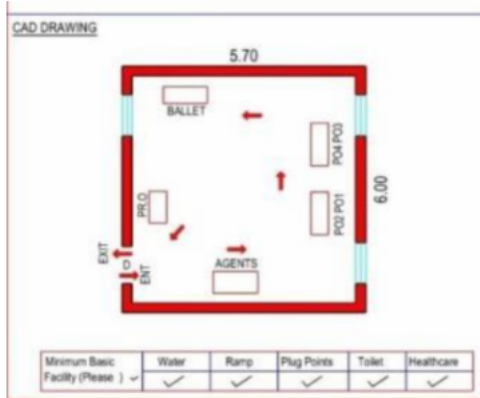 CAD DRAWING
5.70
BALLET
PO4 PO3
6.00
PR.O
PO2 PO1
EXIT
D
ENT
AGENTS
Minimum Basic Facility (Please ) ✓
Water
Ramp
Plug Points
Toilet
Healthcare
✓ ✓ ✓ ✓ ✓